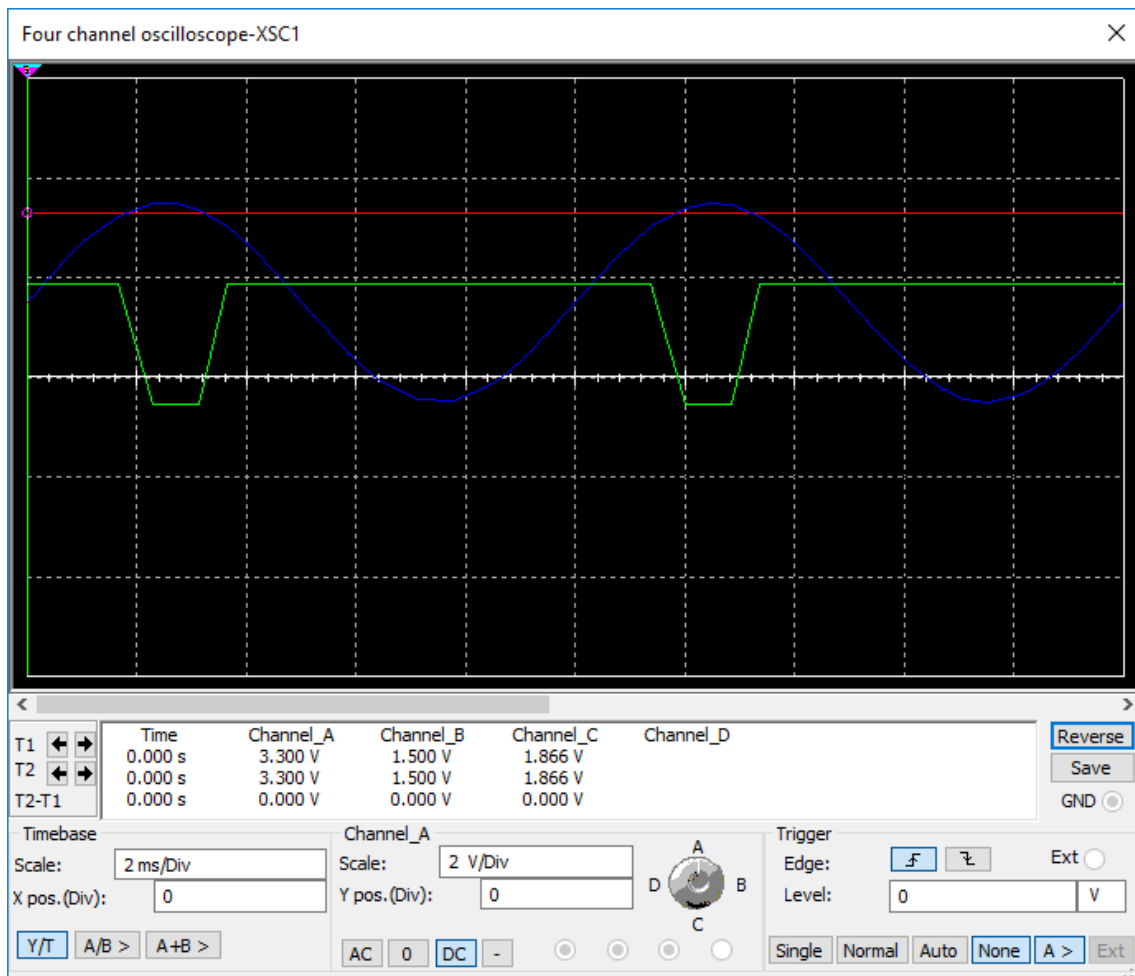 Four channel oscilloscope-XSC1
T1
T2
T2-T1
Time Channel_A Channel_B Channel_C Channel_D
0.000 s 3.300 V 1.500 V 1.866 V
0.000 s 3.300 V 1.500 V 1.866 V
0.000 s 0.000 V 0.000 V 0.000 V
Reverse
Save
GND
Timebase
Scale: 2 ms/Div
X pos.(Div): 0
Y/T A/B > A+B >
Channel_A
Scale: 2 V/Div
Y pos.(Div): 0
AC 0 DC -
A
D B
C
Trigger
Edge: Ext
Level: 0 V
Single Normal Auto None A > Ext